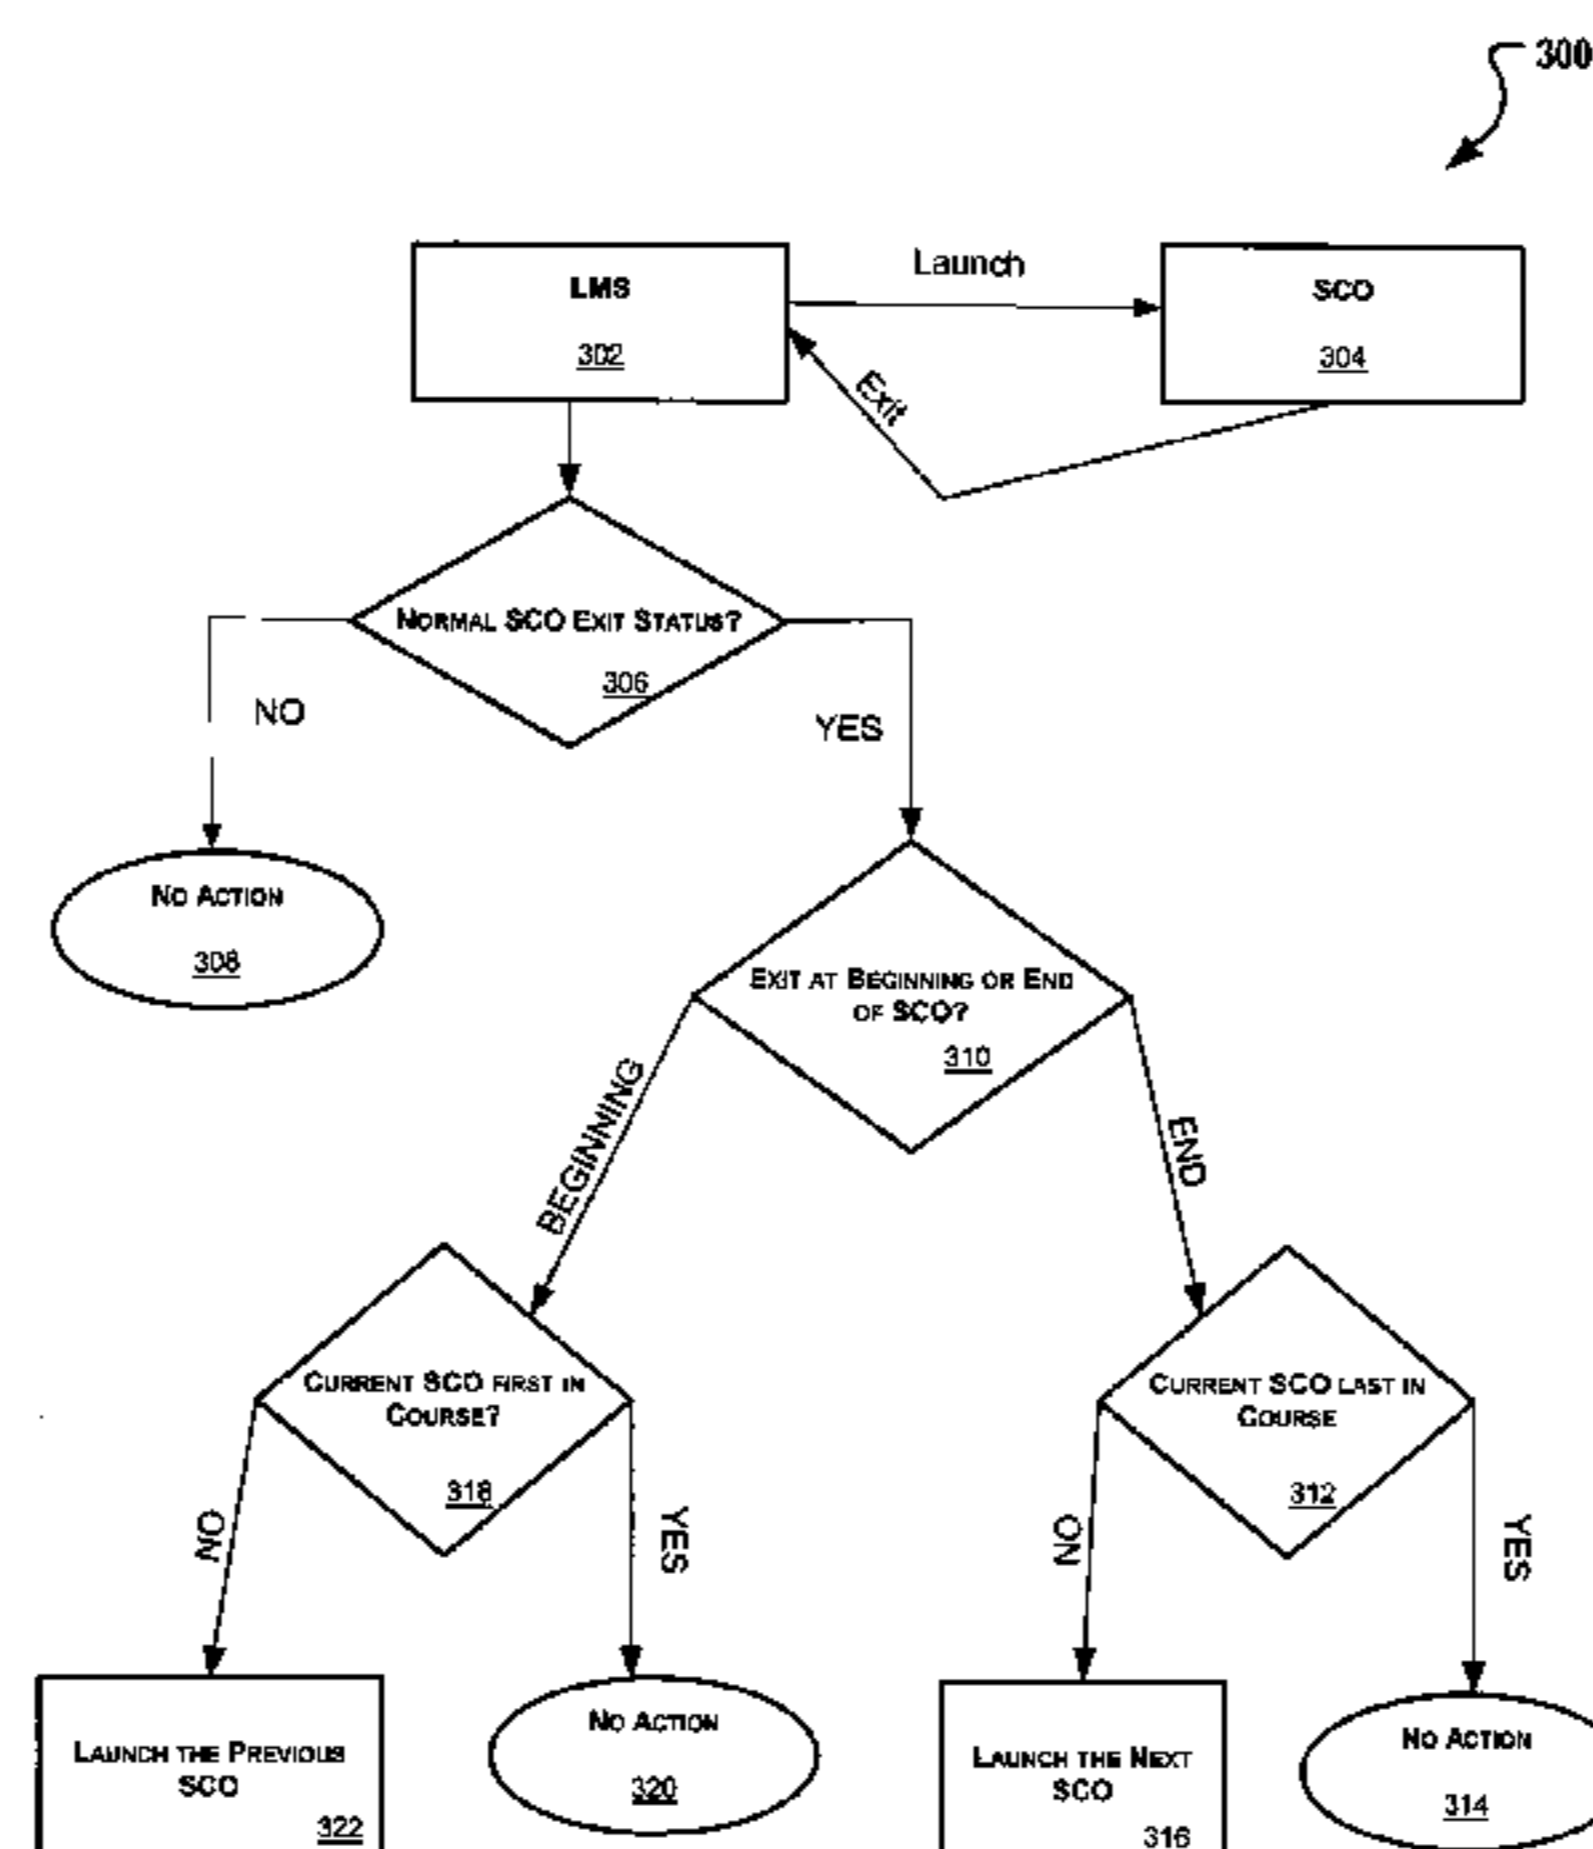 300
LMS
302
Launch
SCO
304
Exit
NORMAL SCO EXIT STATUS?
306
NO
YES
NO ACTION
308
EXIT AT BEGINNING OR END
OF SCO?
310
BEGINNING
END
CURRENT SCO FIRST IN
COURSE?
318
CURRENT SCO LAST IN
COURSE
312
NO
YES
NO
YES
LAUNCH THE PREVIOUS
SCO
322
NO ACTION
320
LAUNCH THE NEXT
SCO
316
NO ACTION
314